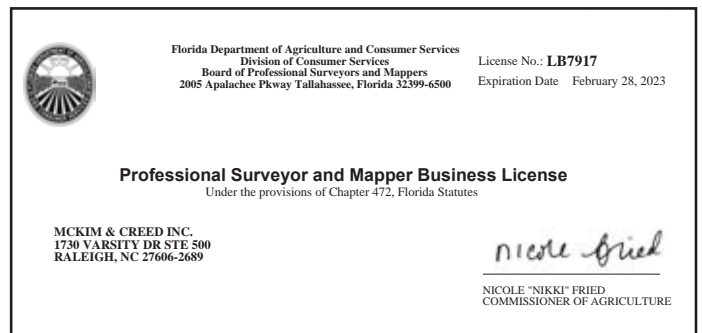 Florida Department of Agriculture and Consumer Services
Division of Consumer Services
Board of Professional Surveyors and Mappers
2005 Apalachee Pkway Tallahassee, Florida 32399-6500
License No.: LB7917
Expiration Date February 28, 2023
Professional Surveyor and Mapper Business License
Under the provisions of Chapter 472, Florida Statutes
MCKIM & CREED INC.
1730 VARSITY DR STE 500
RALEIGH, NC 27606-2689
nicole fried
NICOLE "NIKKI" FRIED
COMMISSIONER OF AGRICULTURE